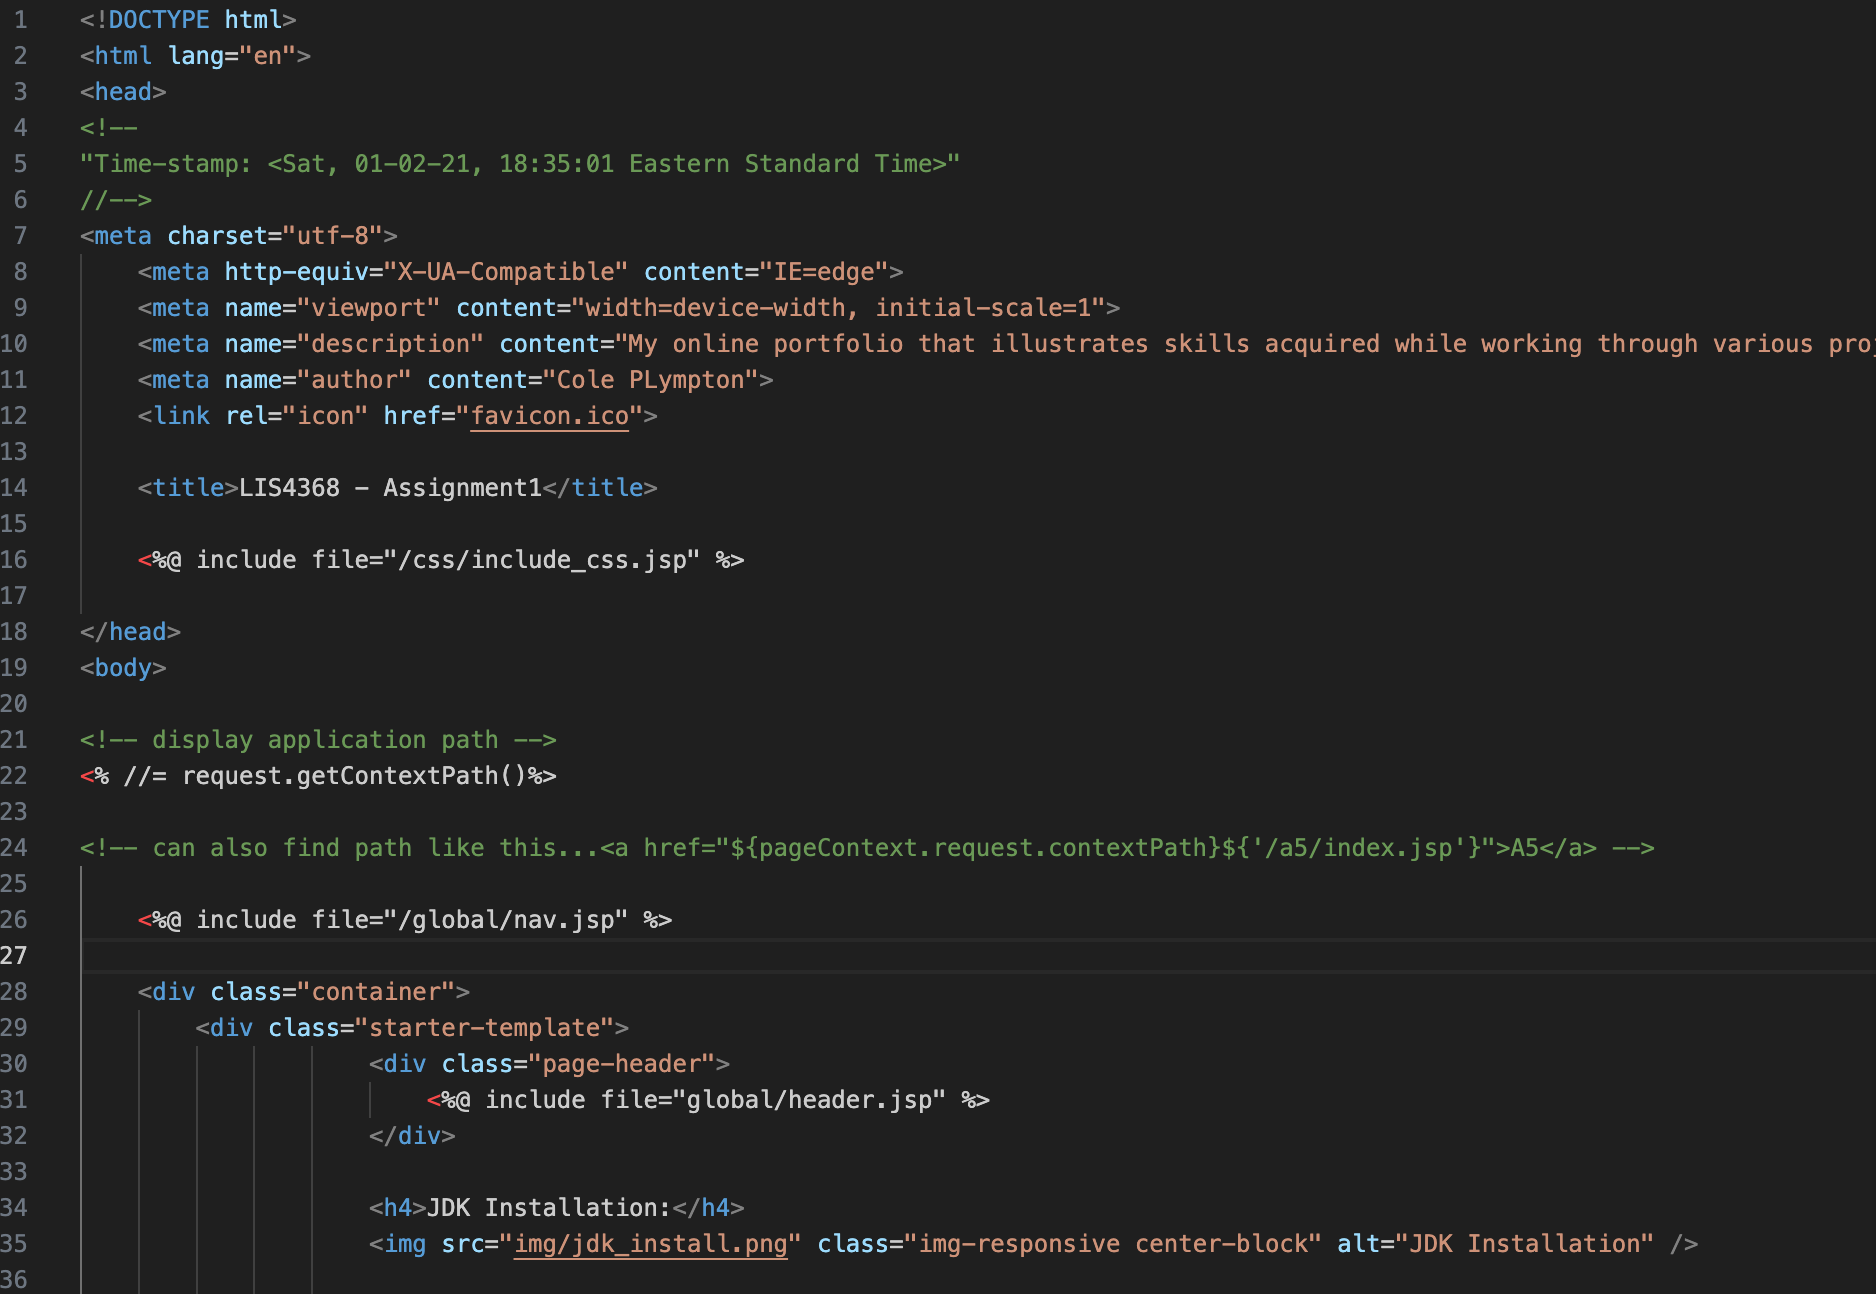 1 <!DOCTYPE html>
2 <html lang="en">
3 <head>
4 <!--
5 "Time-stamp: <Sat, 01-02-21, 18:35:01 Eastern Standard Time>"
6 //-->
7 <meta charset="utf-8">
8 <meta http-equiv="X-UA-Compatible" content="IE=edge">
9 <meta name="viewport" content="width=device-width, initial-scale=1">
10 <meta name="description" content="My online portfolio that illustrates skills acquired while working through various
11 <meta name="author" content="Cole PLympton">
12 <link rel="icon" href="favicon.ico">
13
14 <title>LIS4368 - Assignment1</title>
15
16 <%@ include file="/css/include_css.jsp" %>
17
18 </head>
19 <body>
20
21 <!-- display application path -->
22 <% //= request.getContextPath()%>
23
24 <!-- can also find path like this...<a href="${pageContext.request.contextPath}${'/a5/index.jsp'}">A5</a> -->
25
26 <%@ include file="/global/nav.jsp" %>
27
28 <div class="container">
29 <div class="starter-template">
30 <div class="page-header">
31 <%@ include file="global/header.jsp" %>
32 </div>
33
34 <h4>JDK Installation:</h4>
35 <img src="img/jdk_install.png" class="img-responsive center-block" alt="JDK Installation" />
36